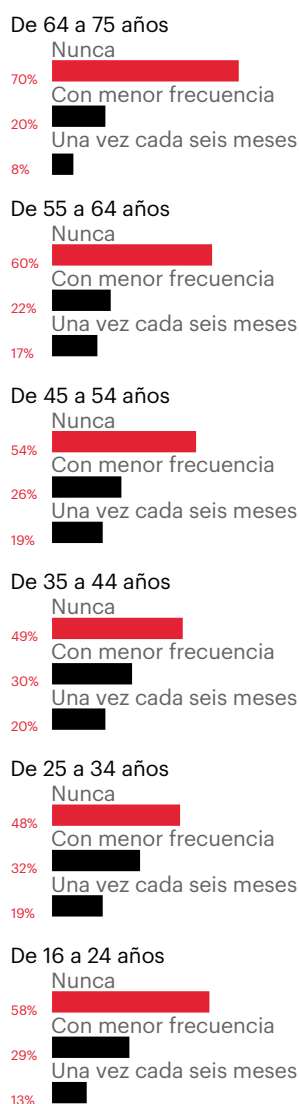 De 64 a 75 años
Nunca
70%
Con menor frecuencia
20%
Una vez cada seis meses
8%
De 55 a 64 años
Nunca
60%
Con menor frecuencia
22%
Una vez cada seis meses
17%
De 45 a 54 años
Nunca
54%
Con menor frecuencia
26%
Una vez cada seis meses
19%
De 35 a 44 años
Nunca
49%
Con menor frecuencia
30%
Una vez cada seis meses
20%
De 25 a 34 años
Nunca
48%
Con menor frecuencia
32%
Una vez cada seis meses
19%
De 16 a 24 años
Nunca
58%
Con menor frecuencia
29%
Una vez cada seis meses
13%